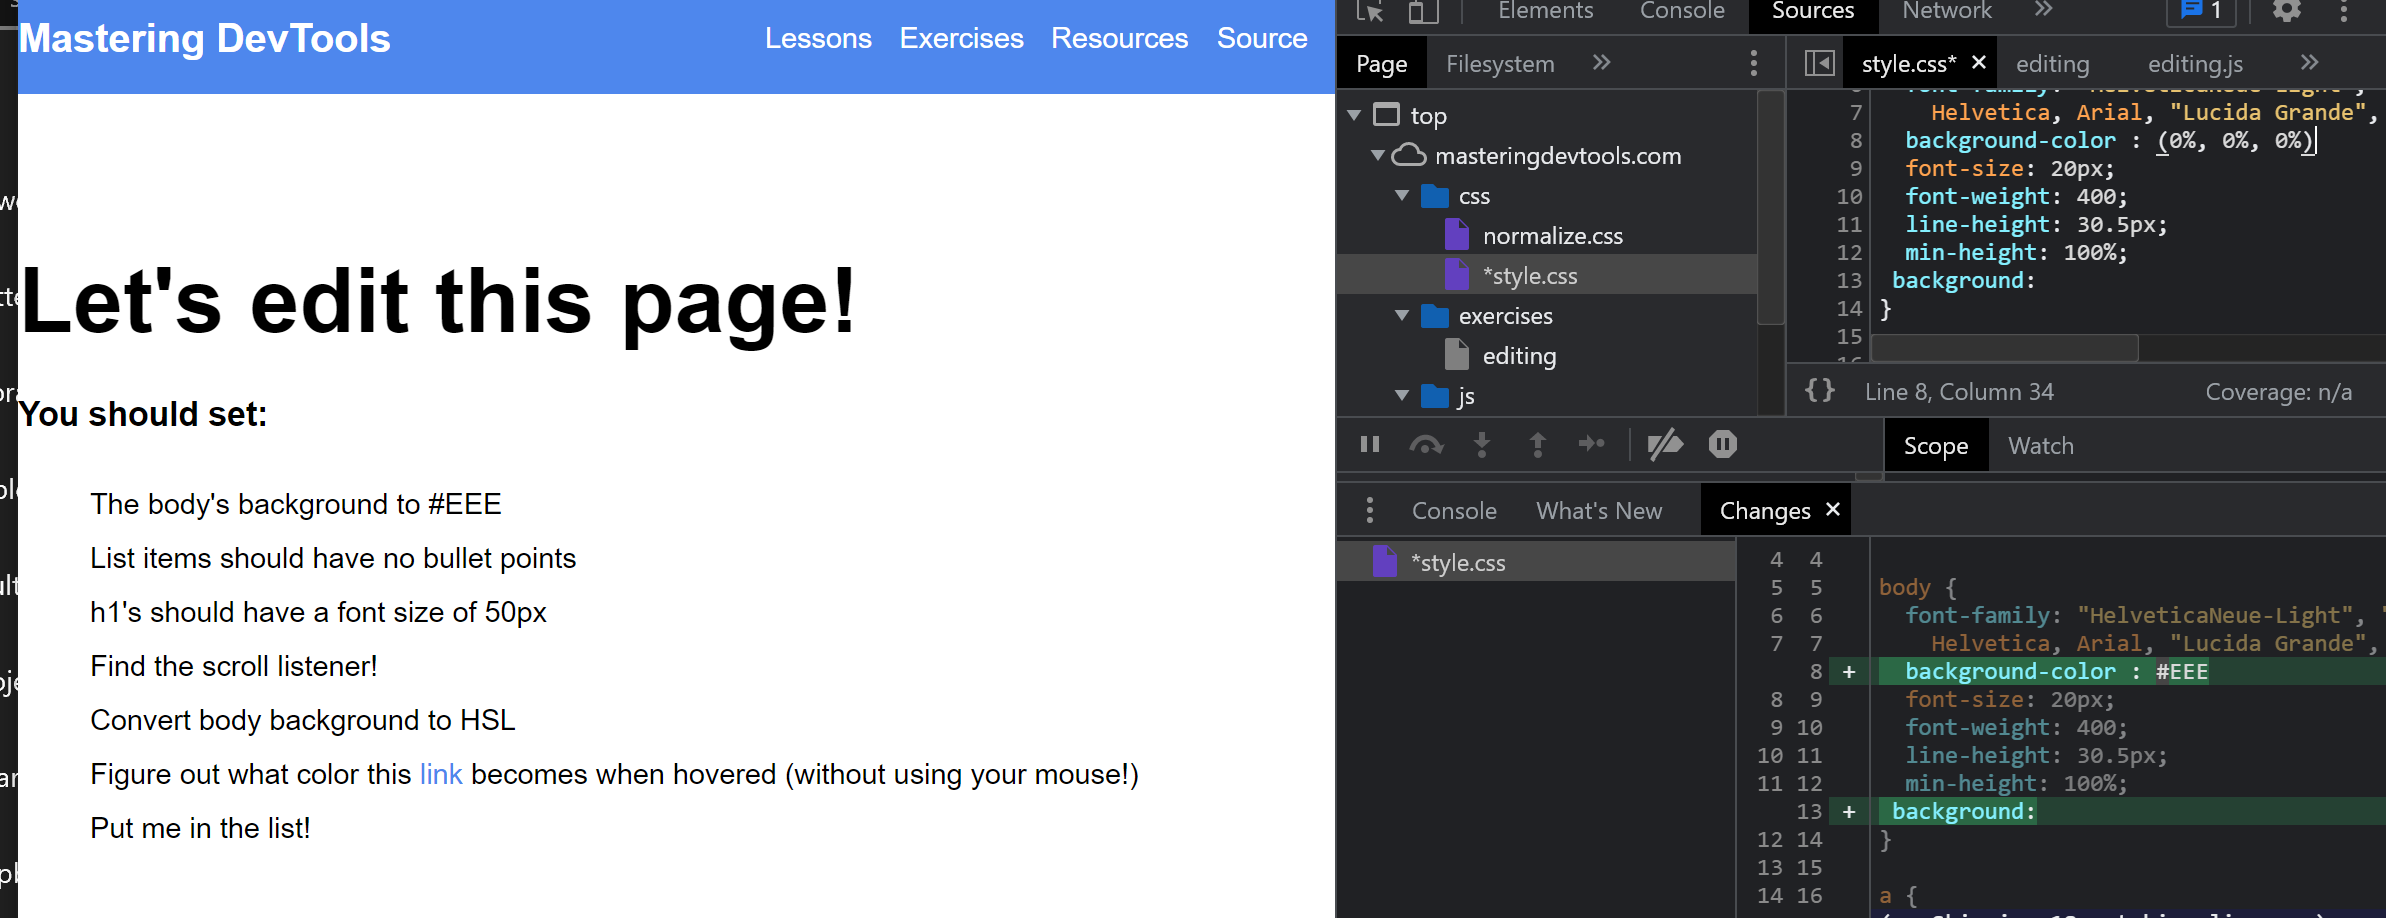 Mastering DevTools
Lessons Exercises Resources Source
Let's edit this page!
You should set:
The body's background to #EEE
List items should have no bullet points
h1's should have a font size of 50px
Find the scroll listener!
Convert body background to HSL
Figure out what color this link becomes when hovered (without using your mouse!)
Put me in the list!
Elements Console Sources Network » 1
Page Filesystem »
top
masteringdevtools.com
css
normalize.css
*style.css
exercises
editing
js
style.css* × editing editing.js »
7 Helvetica, Arial, "Lucida Grande",
8 background-color : (0%, 0%, 0%)
9 font-size: 20px;
10 font-weight: 400;
11 line-height: 30.5px;
12 min-height: 100%;
13 background:
14 }
15
{} Line 8, Column 34 Coverage: n/a
Scope Watch
Console What's New Changes ×
*style.css
4 4
5 5 body {
6 6 font-family: "HelveticaNeue-Light",
7 7 Helvetica, Arial, "Lucida Grande",
8 + background-color : #EEE
8 9 font-size: 20px;
9 10 font-weight: 400;
10 11 line-height: 30.5px;
11 12 min-height: 100%;
13 + background:
12 14 }
13 15
14 16 a {